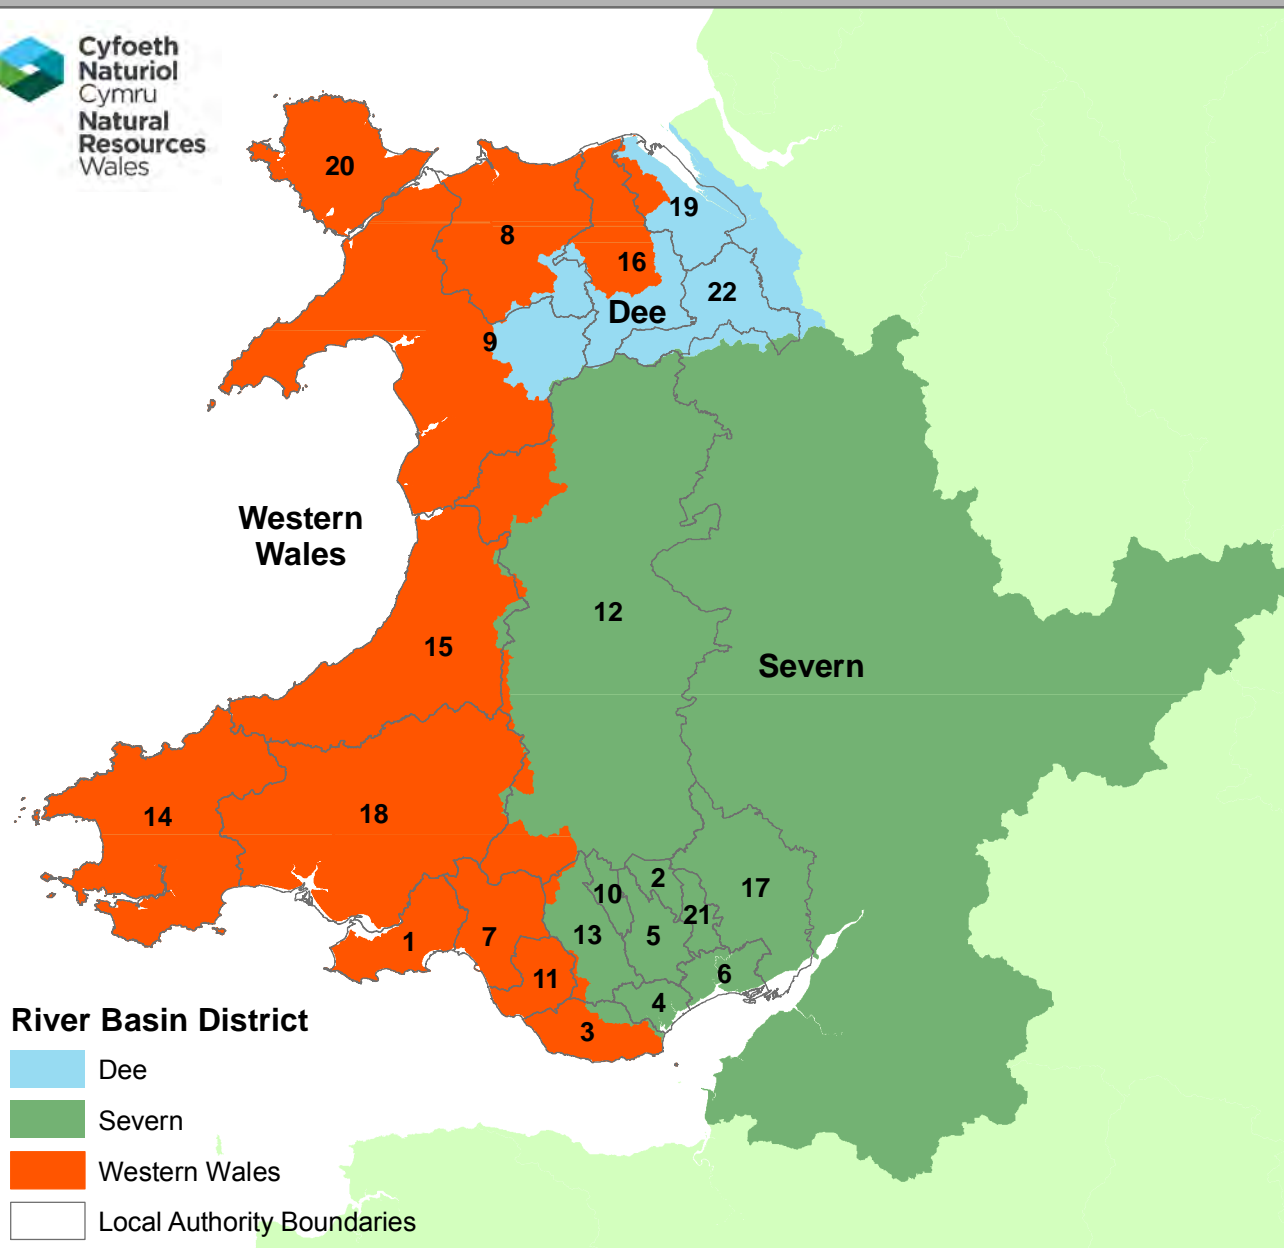 Cyfoeth
Naturiol
Cymru
Natural
Resources
Wales
20
19
8
16
22
Dee
9
Western
Wales
12
15
Severn
14
18
2
10
17
21
13
5
1
7
6
11
4
3
River Basin District
Dee
Severn
Western Wales
Local Authority Boundaries